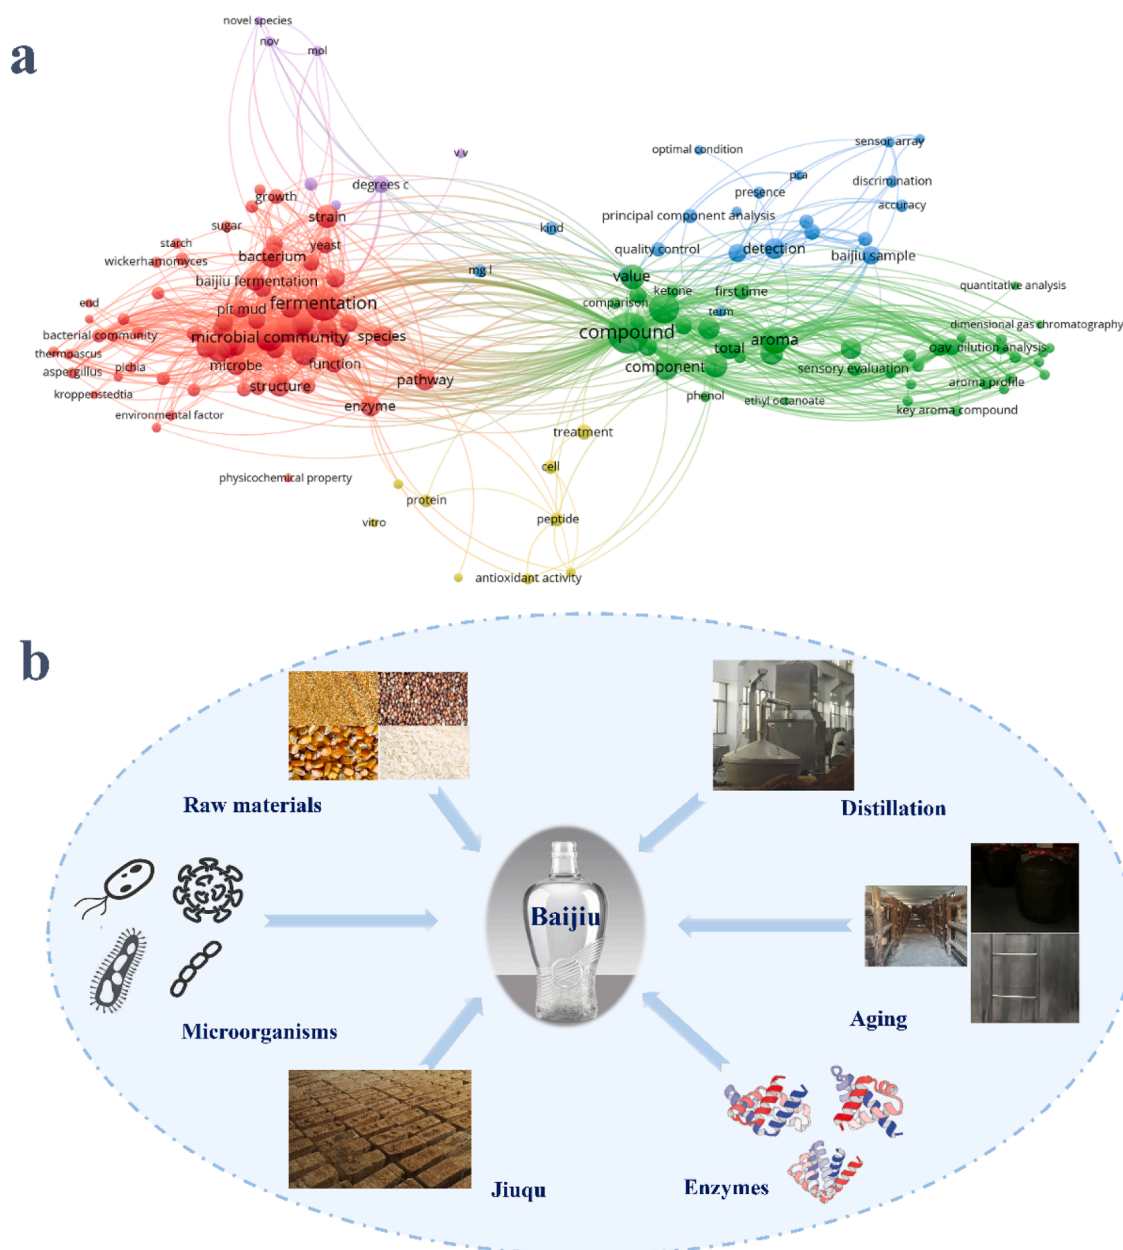 a
novel species
nov
mol
v v
degrees c
growth
strain
sugar
starch
yeast
wickerhamomyces
bacterium
baijiu fermentation
end
pit mud
fermentation
bacterial community
microbial community
species
thermoascus
aspergillus
pichia
microbe
function
kroppenstedtia
structure
pathway
environmental factor
enzyme
physicochemical property
optimal condition
sensor array
pca
discrimination
presence
accuracy
principal component analysis
kind
quality control
detection
baijiu sample
mg l
value
ketone
first time
quantitative analysis
comparison
term
compound
dimensional gas chromatography
total
aroma
oav
dilution analysis
component
sensory evaluation
aroma profile
phenol
ethyl octanoate
key aroma compound
treatment
cell
protein
peptide
vitro
antioxidant activity
b
Raw materials
Distillation
Baijiu
Microorganisms
Aging
Jiuqu
Enzymes